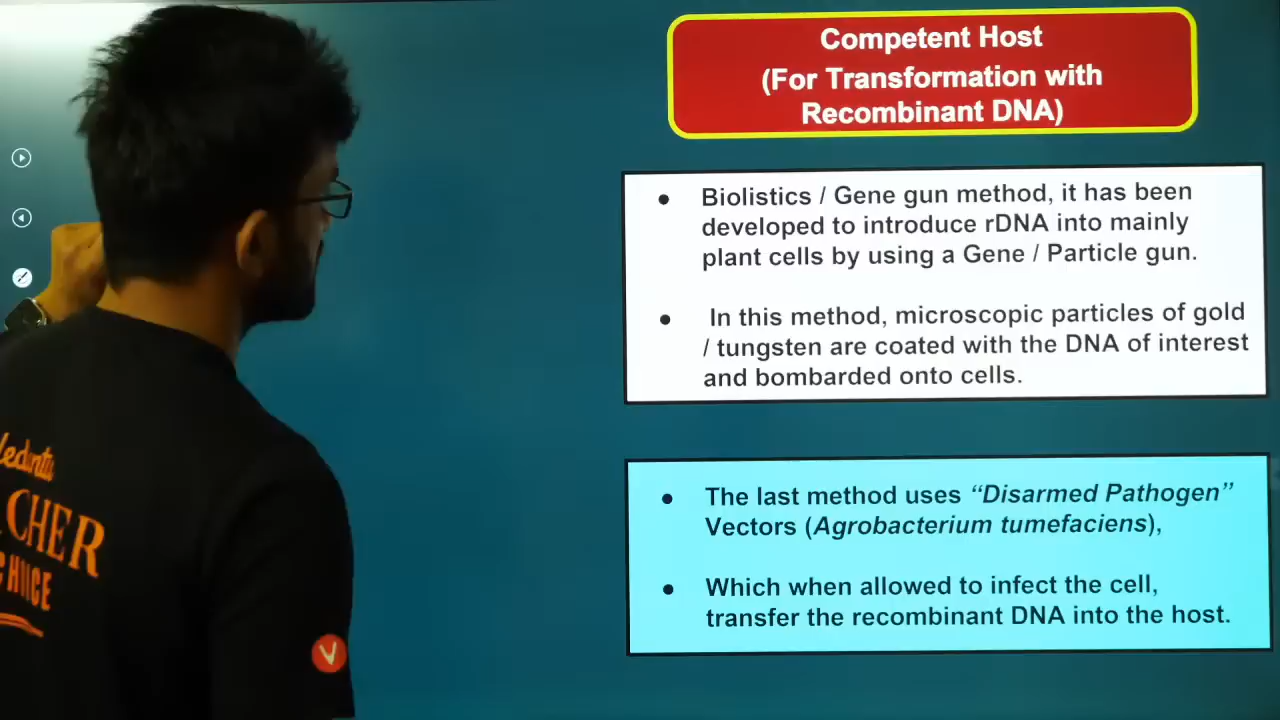 Competent Host
(For Transformation with
Recombinant DNA)
● Biolistics / Gene gun method, it has been
developed to introduce rDNA into mainly
plant cells by using a Gene / Particle gun.
● In this method, microscopic particles of gold
/ tungsten are coated with the DNA of interest
and bombarded onto cells.
● The last method uses “Disarmed Pathogen”
Vectors (Agrobacterium tumefaciens),
● Which when allowed to infect the cell,
transfer the recombinant DNA into the host.
V